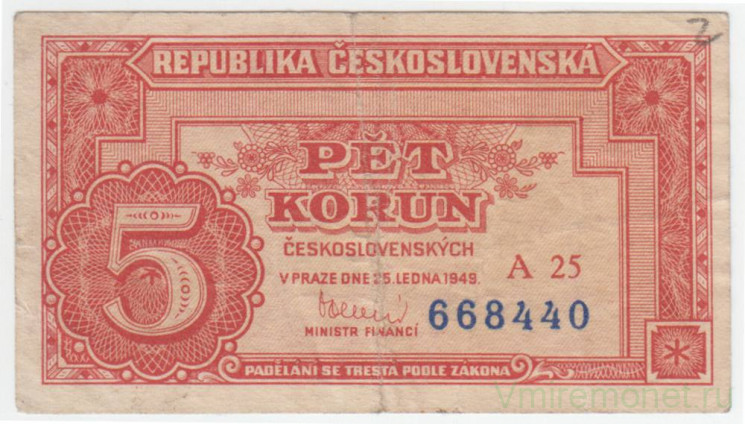 2
REPUBLIKA ČESKOSLOVENSKÁ
PĚT
KORUN
ČESKOSLOVENSKÝCH
V PRAZE DNE 25. LEDNA 1949.
A 25
5
668440
MINISTR FINANCÍ
PADĚLÁNÍ SE TRESTÁ PODLE ZÁKONA
Vmiremonet.ru